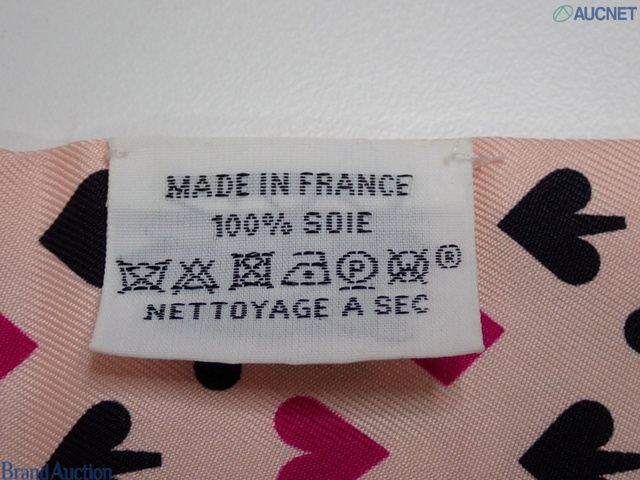 AUCNET
MADE IN FRANCE
100% SOIE
P ®
NETTOYAGE A SEC
Brand Auction